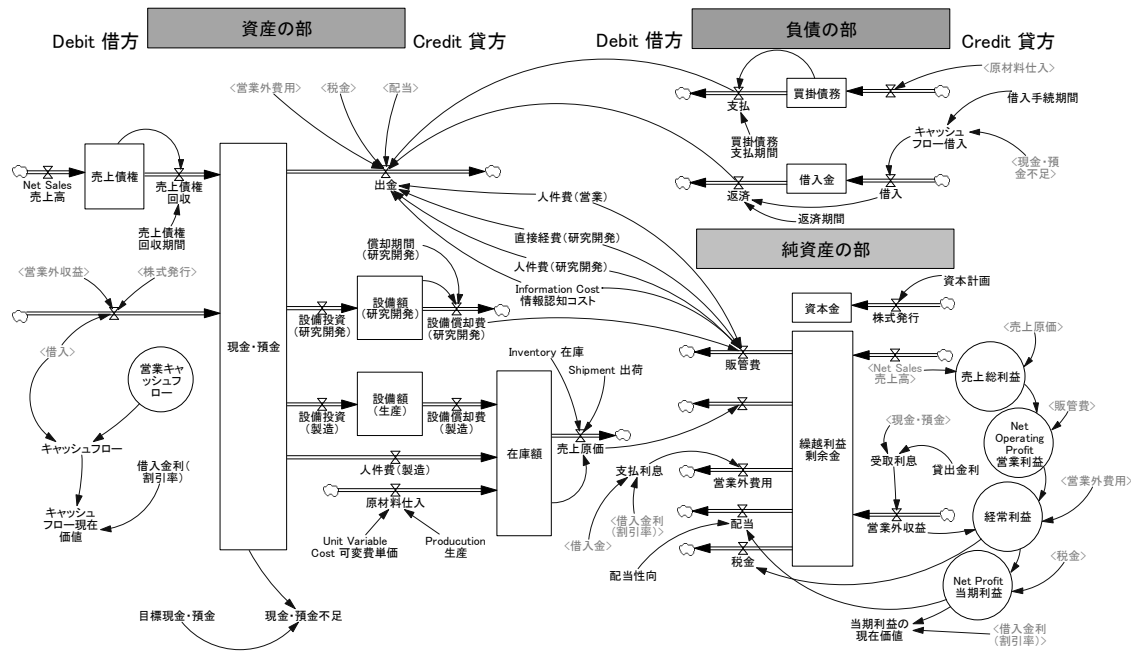 資産の部
負債の部
Debit 借方
Credit 貸方
Debit 借方
Credit 貸方
<営業外費用>
<税金>
<配当>
<原材料仕入>
支払
買掛債務
買掛債務
支払期間
借入手続期間
キャッシュ
フロー借入
<現金・預
金不足>
Net Sales
売上高
売上債権
売上債権
回収
売上債権
回収期間
出金
人件費(営業)
借入金
返済
借入
返済期間
直接経費(研究開発)
人件費(研究開発)
Information Cost
情報認知コスト
純資産の部
償却期間
(研究開発)
<営業外収益>
<株式発行>
設備投資
(研究開発)
設備額
(研究開発)
設備償却費
(研究開発)
資本金
資本計画
株式発行
<借入>
営業キャ
ッシュフ
ロー
現金・預金
販管費
<売上原価>
<Net Sales
売上高>
売上総利益
Inventory 在庫
Shipment 出荷
設備投資
(製造)
設備額
(生産)
設備償却費
(製造)
在庫額
売上原価
繰越利益
剰余金
<現金・預金>
<販管費>
Net
Operating
Profit
営業利益
キャッシュフロー
借入金利(
割引率)
人件費(製造)
支払利息
営業外費用
受取利息
貸出金利
<営業外費用>
キャッシュ
フロー現在
価値
原材料仕入
Unit Variable
Cost 可変費単価
Producution
生産
<借入金>
<借入金利
(割引率)>
配当
営業外収益
経常利益
配当性向
税金
<税金>
Net Profit
当期利益
目標現金・預金
現金・預金不足
当期利益の
現在価値
<借入金利
(割引率)>